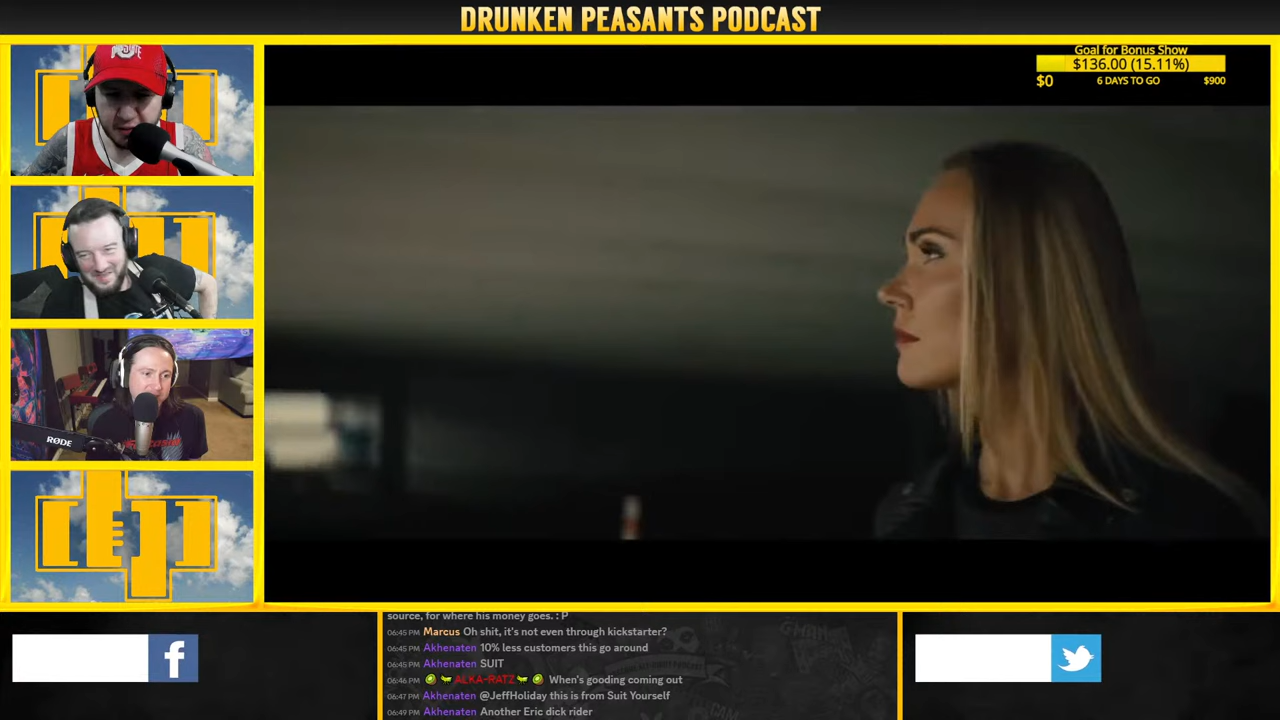 DRUNKEN PEASANTS PODCAST
Goal for Bonus Show
$136.00 (15.11%)
$0 6 DAYS TO GO $900
RØDE
source, for where his money goes. : P
06:45 PM Marcus Oh shit, it's not even through kickstarter?
06:45 PM Akhenaten 10% less customers this go around
06:45 PM Akhenaten SUIT
06:46 PM ALKA-RATZ When's gooding coming out
06:47 PM Akhenaten @JeffHoliday this is from Suit Yourself
06:49 PM Akhenaten Another Eric dick rider